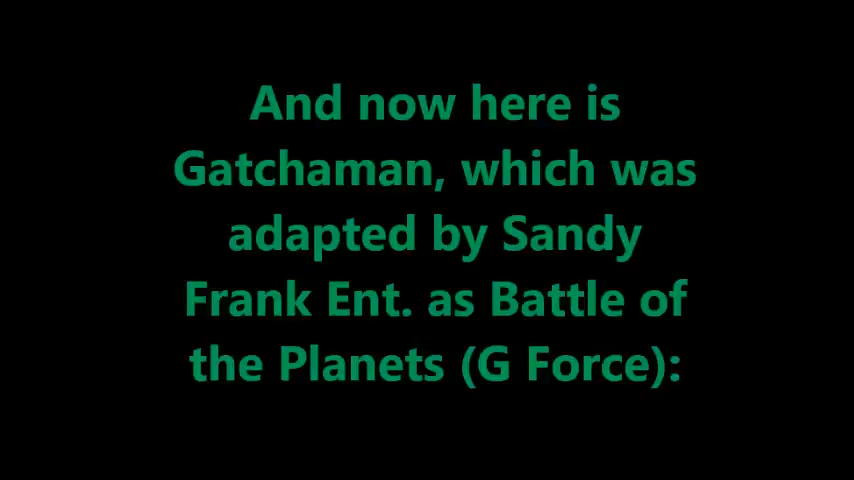 And now here is
Gatchaman, which was
adapted by Sandy
Frank Ent. as Battle of
the Planets (G Force):